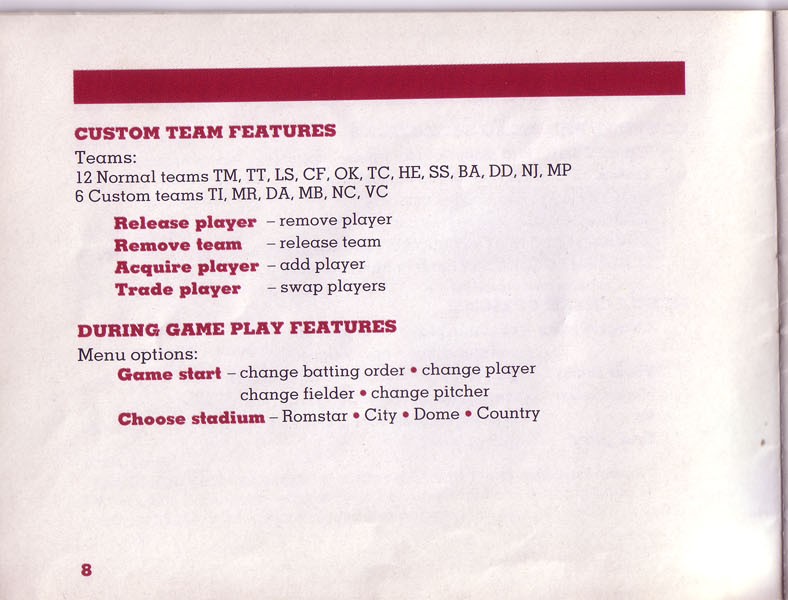 CUSTOM TEAM FEATURES
Teams:
12 Normal teams TM, TT, LS, CF, OK, TC, HE, SS, BA, DD, NJ, MP
6 Custom teams TI, MR, DA, MB, NC, VC
Release player – remove player
Remove team – release team
Acquire player – add player
Trade player – swap players
DURING GAME PLAY FEATURES
Menu options:
Game start – change batting order • change player
change fielder • change pitcher
Choose stadium – Romstar • City • Dome • Country
8